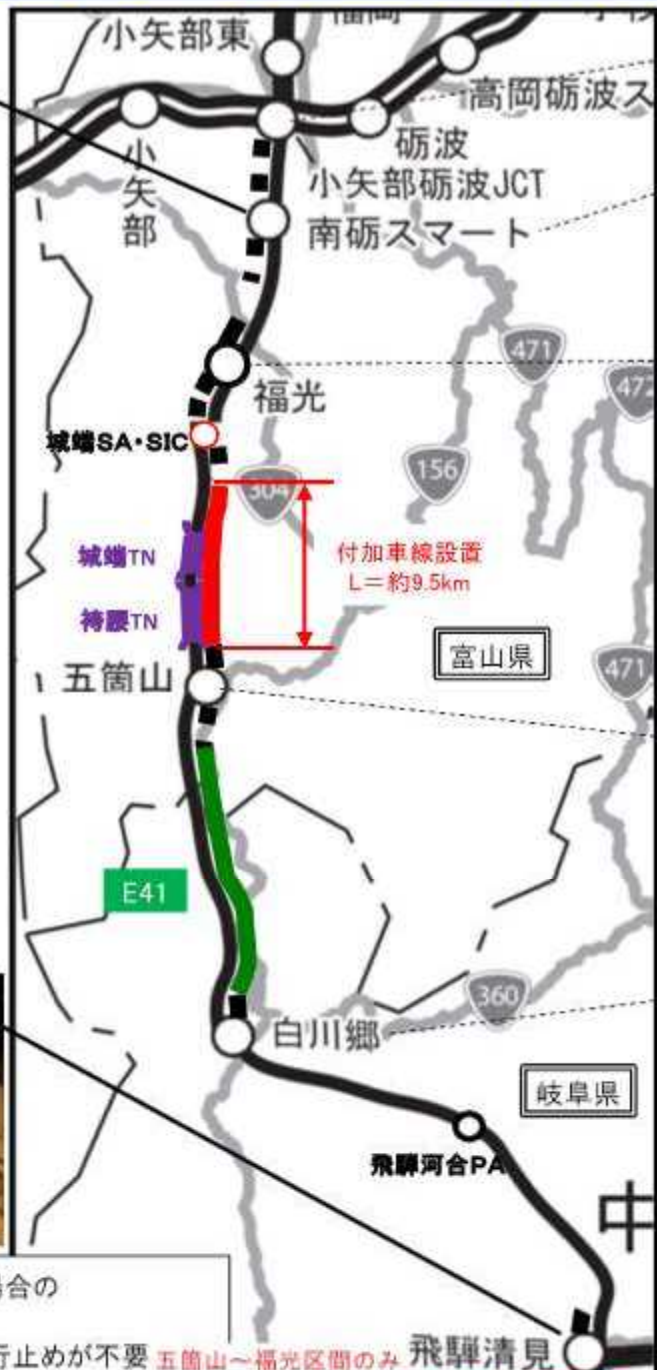 小矢部東
福岡
高岡砺波ス
砺波
小矢部
小矢部砺波JCT
南砺スマート
471
472
福光
城端SA・SIC
304
156
城端TN
付加車線設置
L=約9.5km
袴腰TN
富山県
471
五箇山
E41
360
白川郷
岐阜県
飛騨河合PA
中
合の
行止めが不要
五箇山～福光区間のみ
飛騨清見